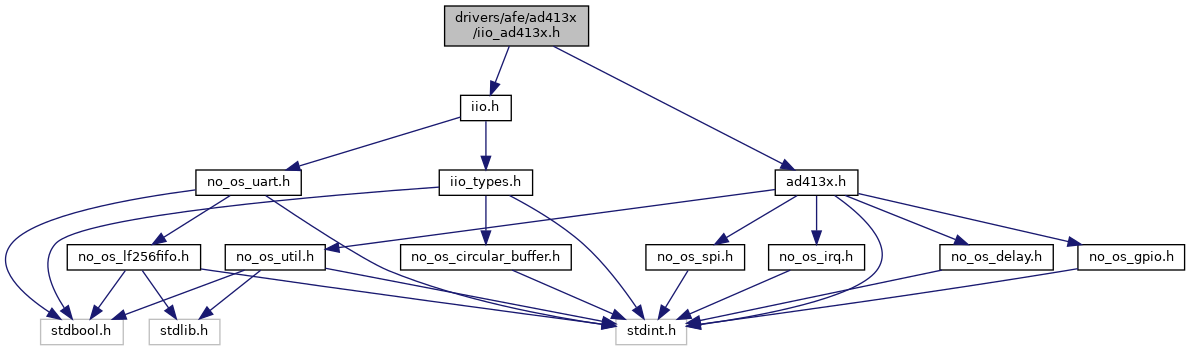 drivers/afe/ad413x
/iio_ad413x.h
iio.h
no_os_uart.h
iio_types.h
ad413x.h
no_os_lf256fifo.h
no_os_util.h
no_os_circular_buffer.h
no_os_spi.h
no_os_irq.h
no_os_delay.h
no_os_gpio.h
stdbool.h
stdlib.h
stdint.h